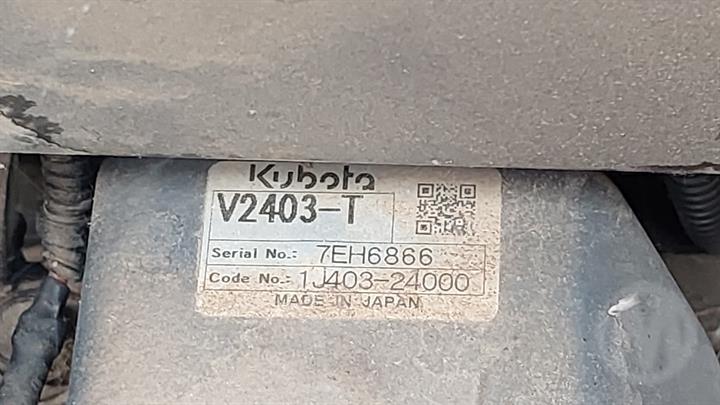 Kubota
V2403-T
Serial No.: 7EH6866
Code No.: 1J403-24000
MADE IN JAPAN